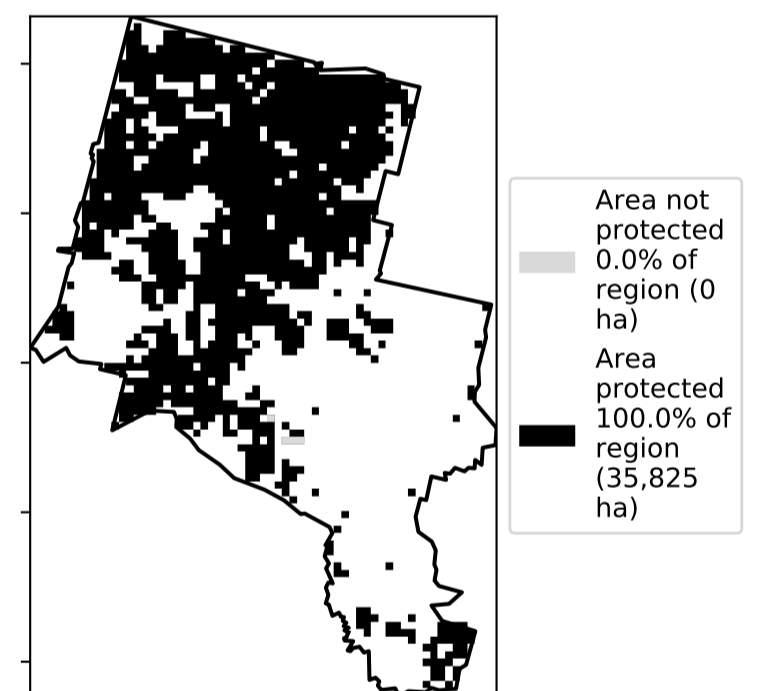 Area not
protected
0.0% of
region (0
ha)
Area
protected
100.0% of
region
(35,825
ha)